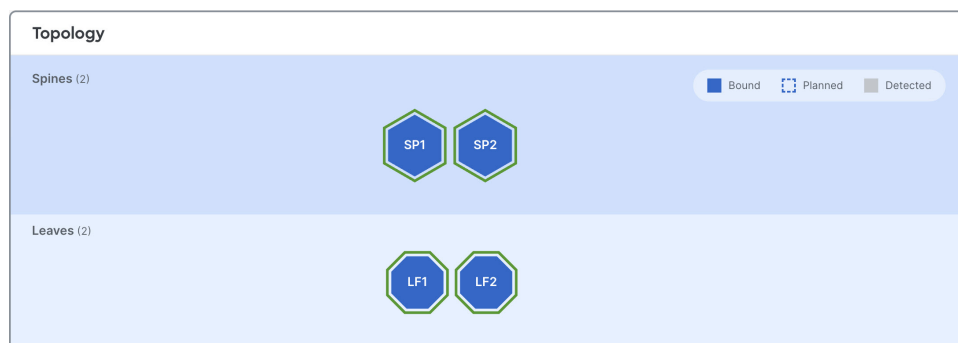 Topology
Spines (2)
Bound Planned Detected
SP1 SP2
Leaves (2)
LF1 LF2